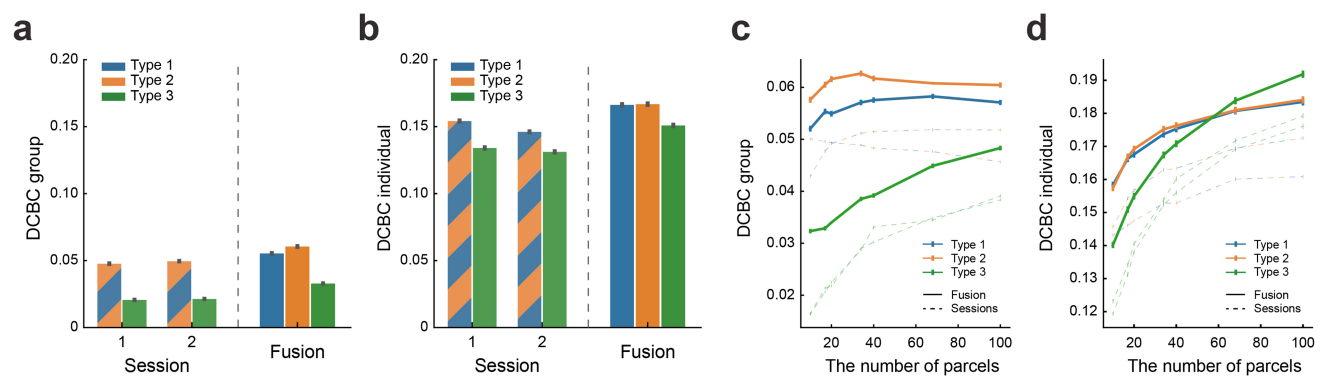 a
DCBC group
0.20
0.15
0.10
0.05
0
Type 1
Type 2
Type 3
1
2
Session
Fusion
b
DCBC individual
0.20
0.15
0.10
0.05
0
Type 1
Type 2
Type 3
1
2
Session
Fusion
c
DCBC group
0.06
0.05
0.04
0.03
0.02
Type 1
Type 2
Type 3
Fusion
Sessions
20 40 60 80 100
The number of parcels
d
DCBC individual
0.19
0.18
0.17
0.16
0.15
0.14
0.13
0.12
Type 1
Type 2
Type 3
Fusion
Sessions
20 40 60 80 100
The number of parcels